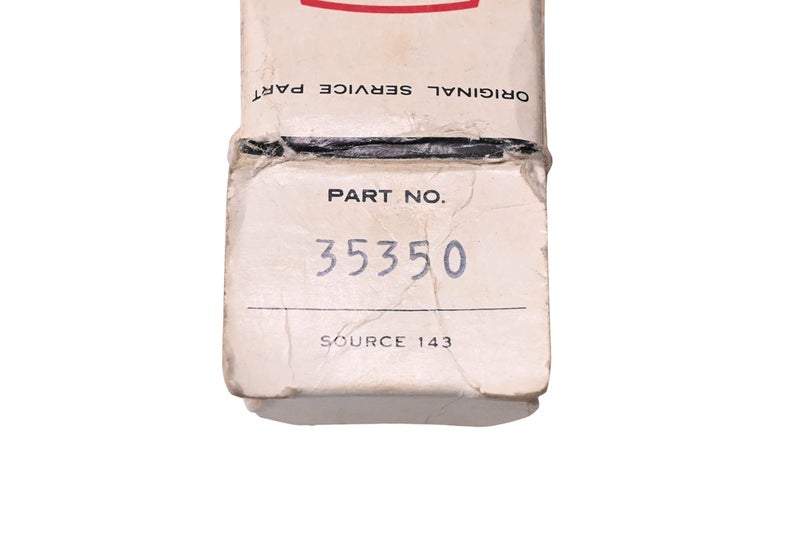 ORIGINAL SERVICE PART
PART NO.
35350
SOURCE 143